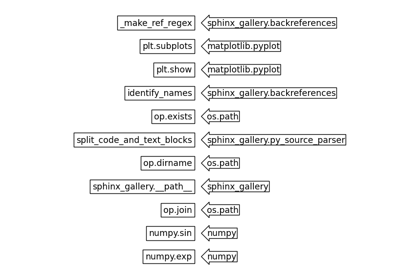 _make_ref_regex sphinx_gallery.backreferences
plt.subplots matplotlib.pyplot
plt.show matplotlib.pyplot
identify_names sphinx_gallery.backreferences
op.exists os.path
split_code_and_text_blocks sphinx_gallery.py_source_parser
op.dirname os.path
sphinx_gallery.__path__ sphinx_gallery
op.join os.path
numpy.sin numpy
numpy.exp numpy